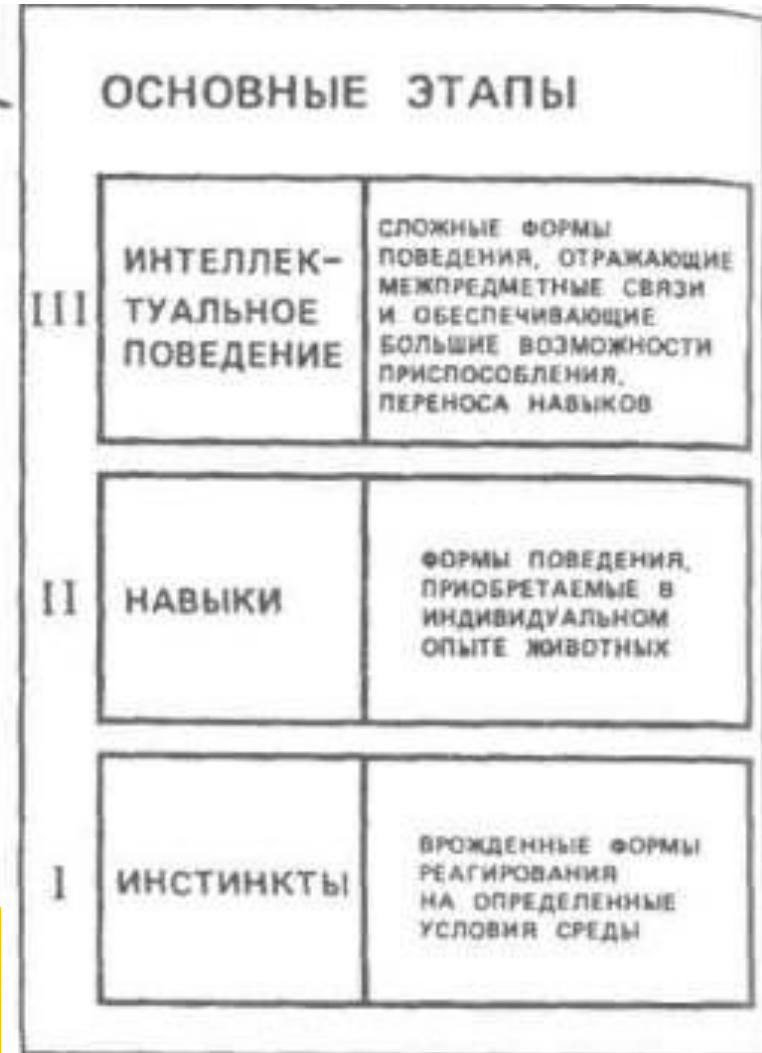 ОСНОВНЫЕ ЭТАПЫ
III
ИНТЕЛЛЕК-
ТУАЛЬНОЕ
ПОВЕДЕНИЕ
СЛОЖНЫЕ ФОРМЫ
ПОВЕДЕНИЯ, ОТРАЖАЮЩИЕ
МЕЖПРЕДМЕТНЫЕ СВЯЗИ
И ОБЕСПЕЧИВАЮЩИЕ
БОЛЬШИЕ ВОЗМОЖНОСТИ
ПРИСПОСОБЛЕНИЯ,
ПЕРЕНОСА НАВЫКОВ
II
НАВЫКИ
ФОРМЫ ПОВЕДЕНИЯ,
ПРИОБРЕТАЕМЫЕ В
ИНДИВИДУАЛЬНОМ
ОПЫТЕ ЖИВОТНЫХ
I
ИНСТИНКТЫ
ВРОЖДЕННЫЕ ФОРМЫ
РЕАГИРОВАНИЯ
НА ОПРЕДЕЛЕННЫЕ
УСЛОВИЯ СРЕДЫ